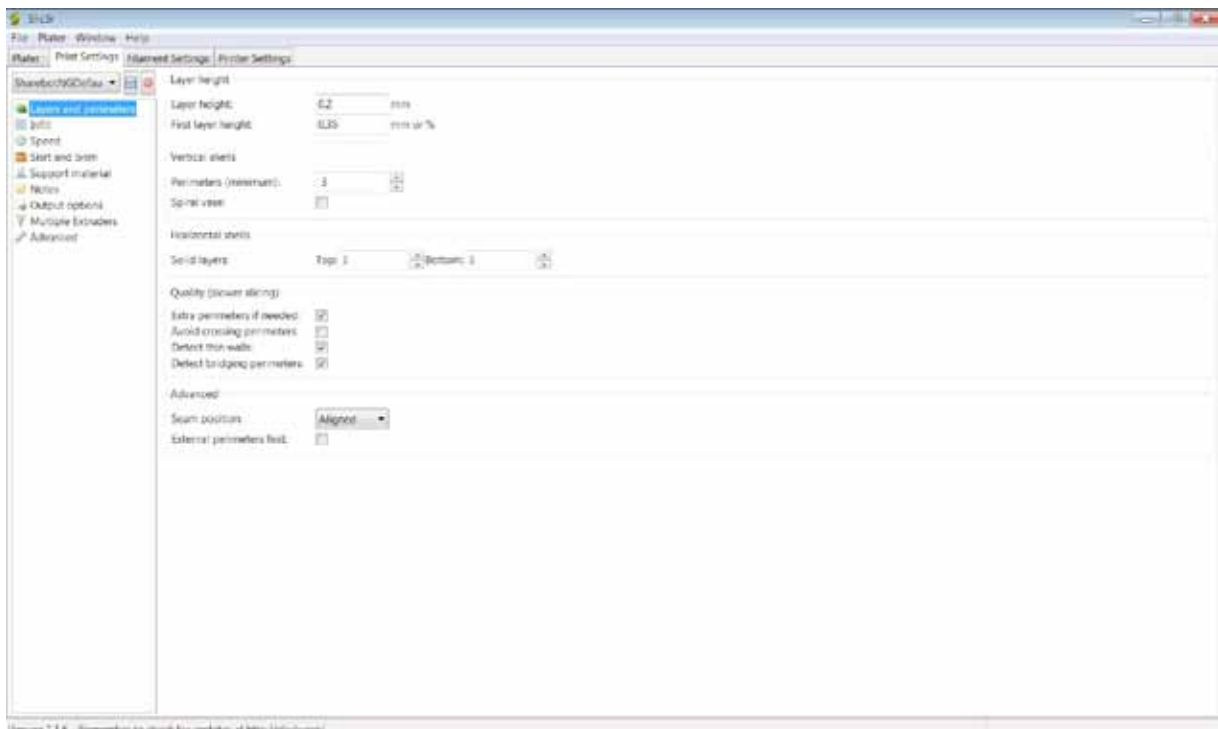 Slic3r
File Plater Window Help
Plater Print Settings Filament Settings Printer Settings
Layers and perimeters
Infill
Speed
Skirt and brim
Support material
Notes
Output options
Multiple Extruders
Advanced
Layer height
Layer height: 0.2 mm
First layer height: 0.35 mm or %
Vertical shells
Perimeters (minimum): 3
Spiral vase:
Horizontal shells
Solid layers: Top: 3 Bottom: 3
Quality (slower slicing)
Extra perimeters if needed:
Avoid crossing perimeters:
Detect thin walls:
Detect bridging perimeters:
Advanced
Seam position: Aligned
External perimeters first: